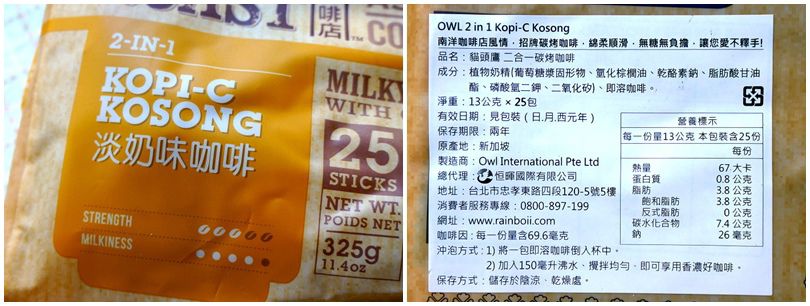 ROAST
啡
店
CO
2-IN-1
KOPI-C
KOSONG
淡奶味咖啡
MILKY
WITH
25
STICKS
NET WT.
POIDS NET
325g
11.4oz
STRENGTH
MILKINESS
OWL 2 in 1 Kopi-C Kosong
南洋咖啡店風情，招牌碳烤咖啡，綿柔順滑，無糖無負擔，讓您愛不釋手!
品名：貓頭鷹 二合一碳烤咖啡
成分：植物奶精(葡萄糖漿固形物、氫化棕櫚油、乾酪素鈉、脂肪酸甘油
酯、磷酸氫二鉀、二氧化矽)、即溶咖啡。
淨重：13公克 × 25包
有效日期：見包裝（日,月,西元年）
保存期限：兩年
原產地：新加坡
製造商：Owl International Pte Ltd
總代理：恒暉國際有限公司
地址：台北市忠孝東路四段120-5號5樓
消費者服務專線：0800-897-199
網址：www.rainboii.com
咖啡因：每一份量含69.6毫克
沖泡方式：1) 將一包即溶咖啡倒入杯中。
2) 加入150毫升沸水、攪拌均勻、即可享用香濃好咖啡。
保存方式：儲存於陰涼、乾燥處。
營養標示
每一份量13公克 本包裝含25份
每份
熱量 67 大卡
蛋白質 0.8 公克
脂肪 3.8 公克
飽和脂肪 3.8 公克
反式脂肪 0 公克
碳水化合物 7.4 公克
鈉 26 毫克